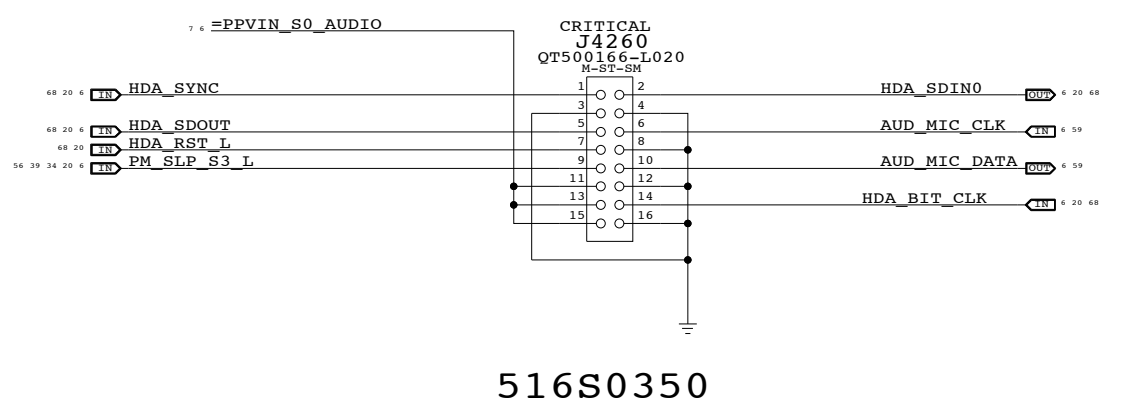 7 6 =PPVIN_S0_AUDIO
CRITICAL
J4260
QT500166-L020
M-ST-SM
68 20 6 IN HDA_SYNC 1 2 HDA_SDIN0 OUT 6 20 68
3 4
68 20 6 IN HDA_SDOUT 5 6 AUD_MIC_CLK IN 6 59
68 20 IN HDA_RST_L 7 8
56 39 34 20 6 IN PM_SLP_S3_L 9 10 AUD_MIC_DATA OUT 6 59
11 12
13 14 HDA_BIT_CLK IN 6 20 68
15 16
516S0350